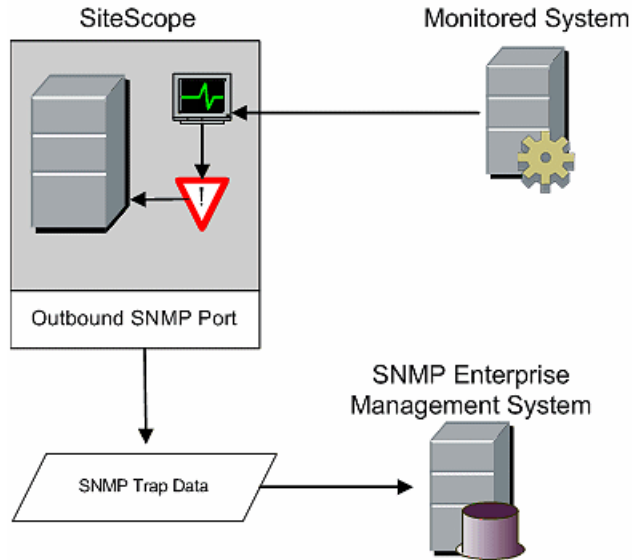 SiteScope
Monitored System
!
Outbound SNMP Port
SNMP Enterprise
Management System
SNMP Trap Data